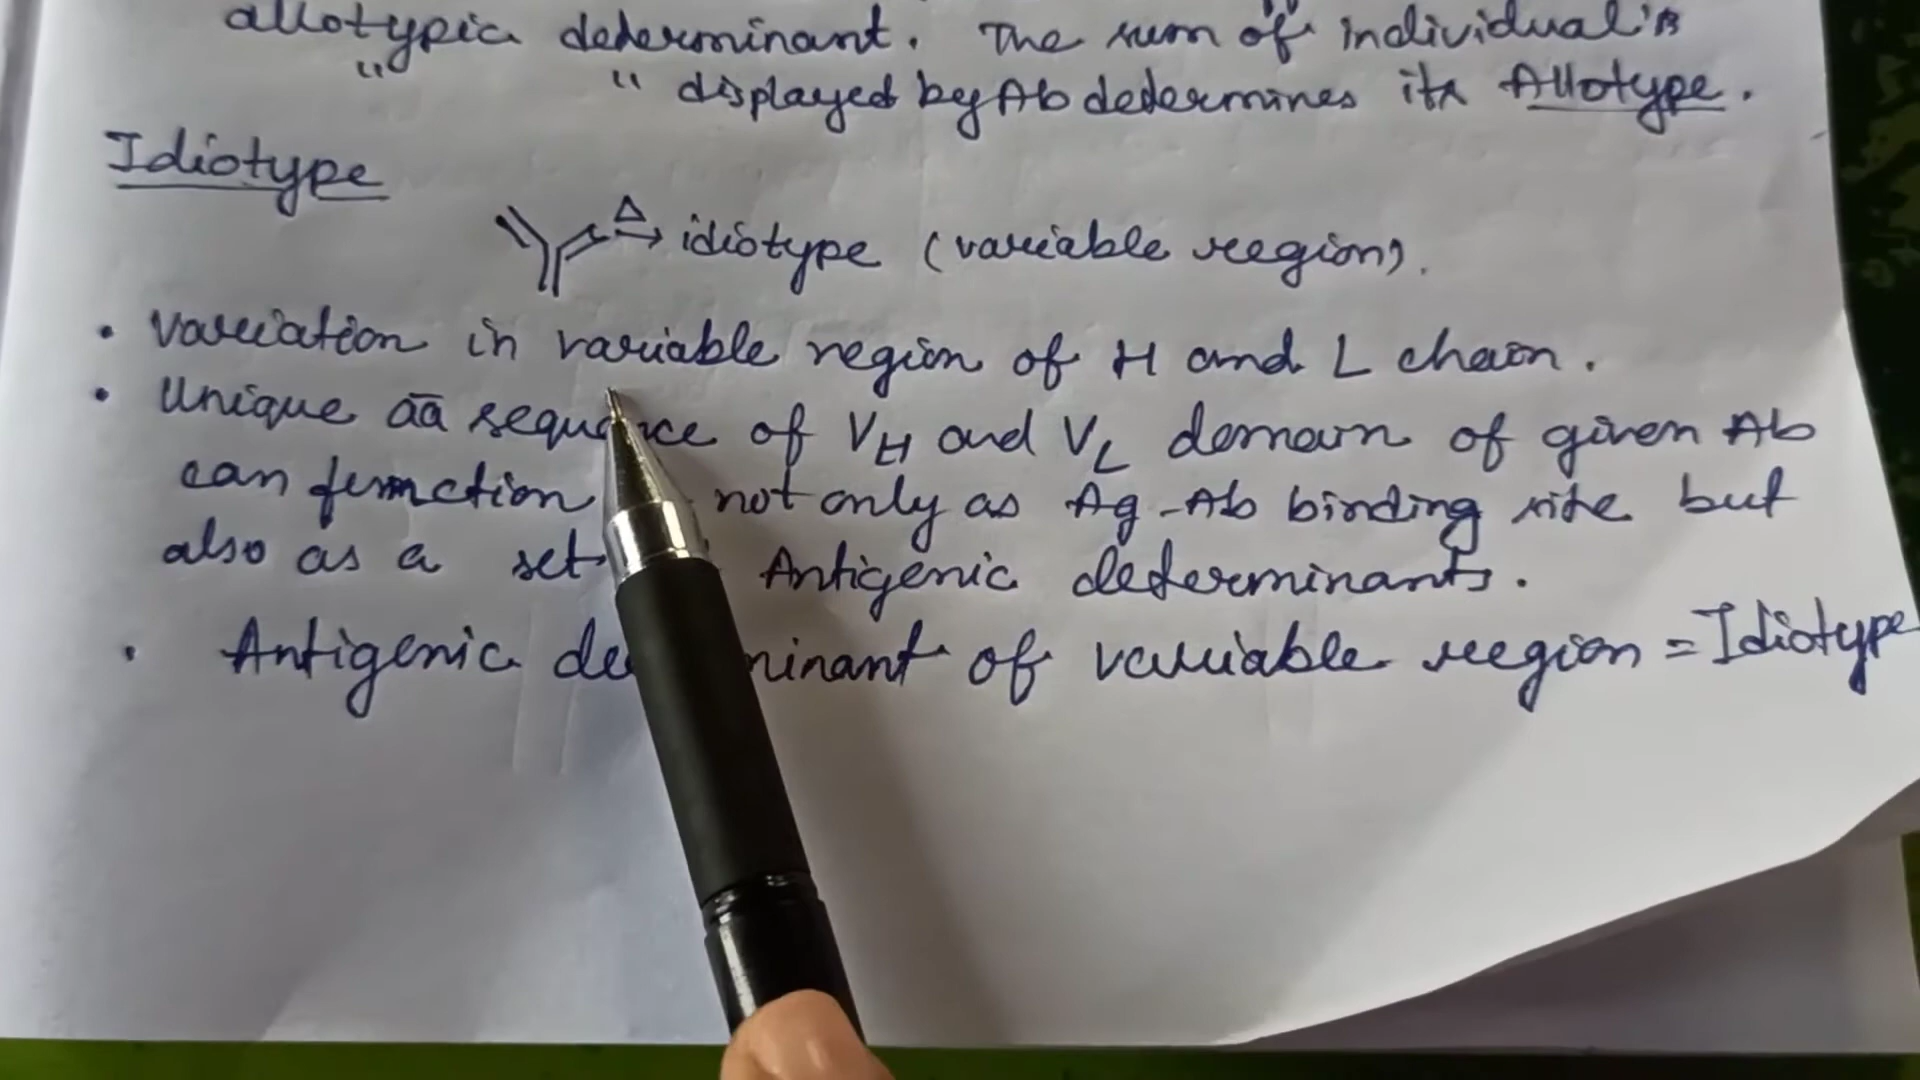 allotypic determinant. The sum of individual's
" " displayed by Ab determines its Allotype.
Idiotype
idiotype (variable region).
• Variation in variable region of H and L chain.
• Unique aa sequence of VH and VL domain of given Ab
can function not only as Ag-Ab binding site but
also as a set Antigenic determinants.
• Antigenic of variable region = Idiotype